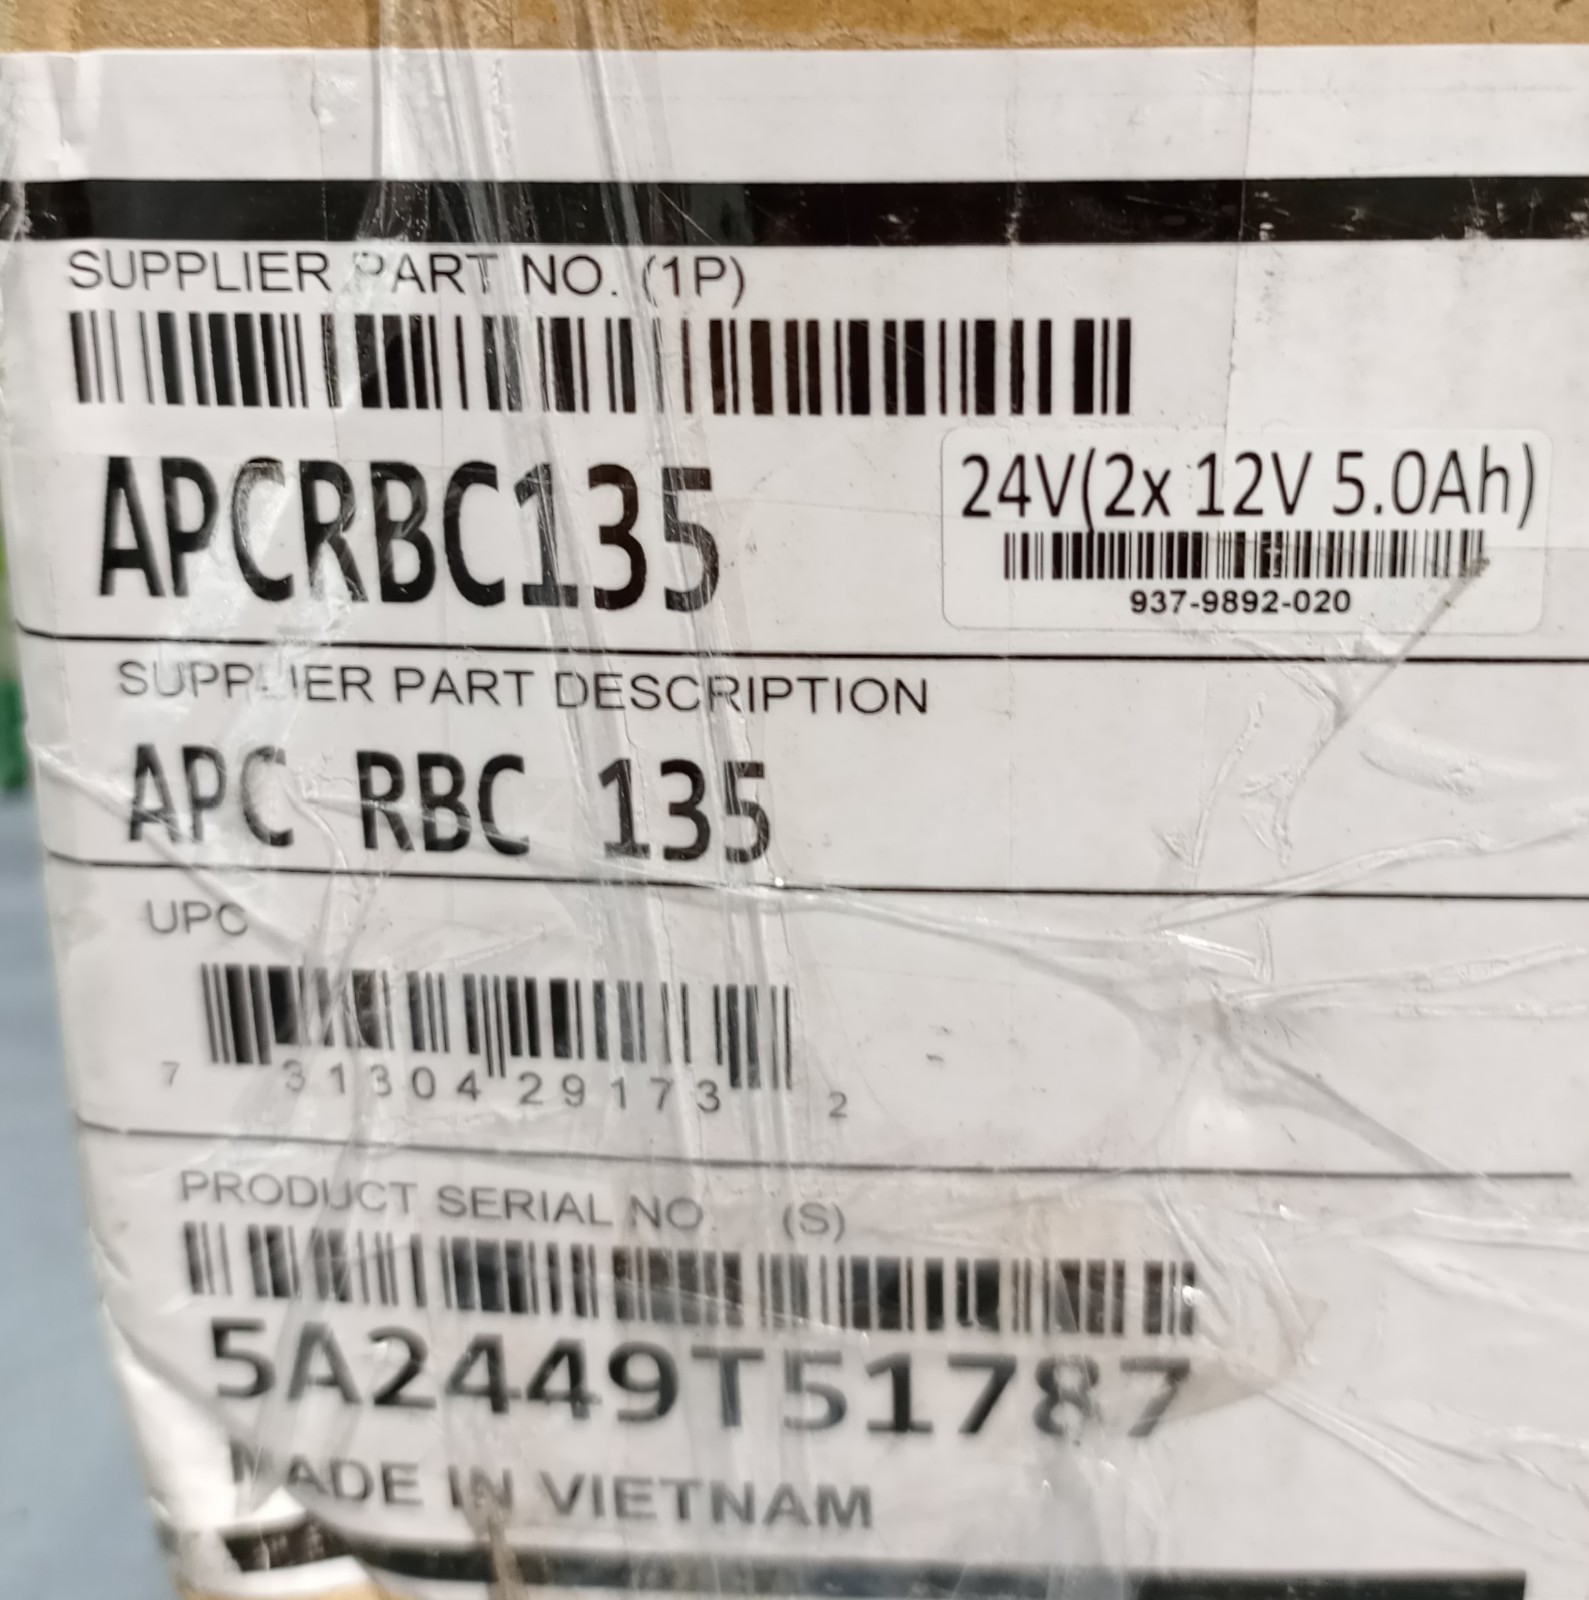 SUPPLIER PART NO. (1P)
APCRBC135
24V(2x 12V 5.0Ah)
937-9892-020
SUPPLIER PART DESCRIPTION
APC RBC 135
UPC
7 31304 29173 2
PRODUCT SERIAL NO. (S)
5A2449T51787
MADE IN VIETNAM